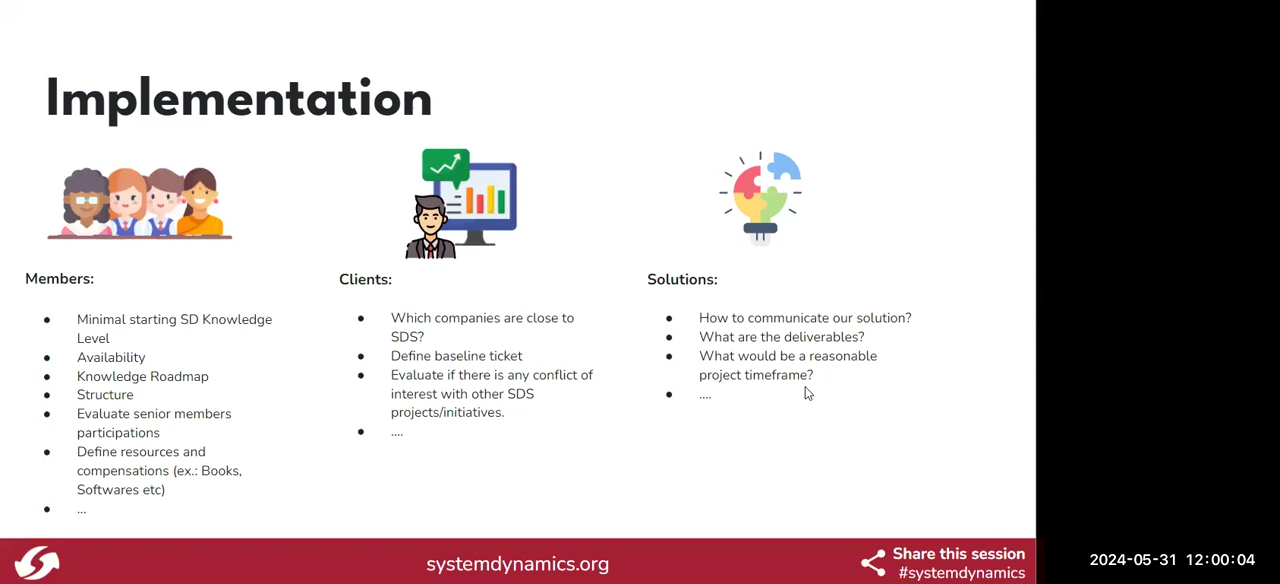 Implementation
Members:
● Minimal starting SD Knowledge
Level
● Availability
● Knowledge Roadmap
● Structure
● Evaluate senior members
participations
● Define resources and
compensations (ex.: Books,
Softwares etc)
● ...
Clients:
● Which companies are close to
SDS?
● Define baseline ticket
● Evaluate if there is any conflict of
interest with other SDS
projects/initiatives.
● ....
Solutions:
● How to communicate our solution?
● What are the deliverables?
● What would be a reasonable
project timeframe?
● ....
systemdynamics.org
Share this session
#systemdynamics
2024-05-31 12:00:04